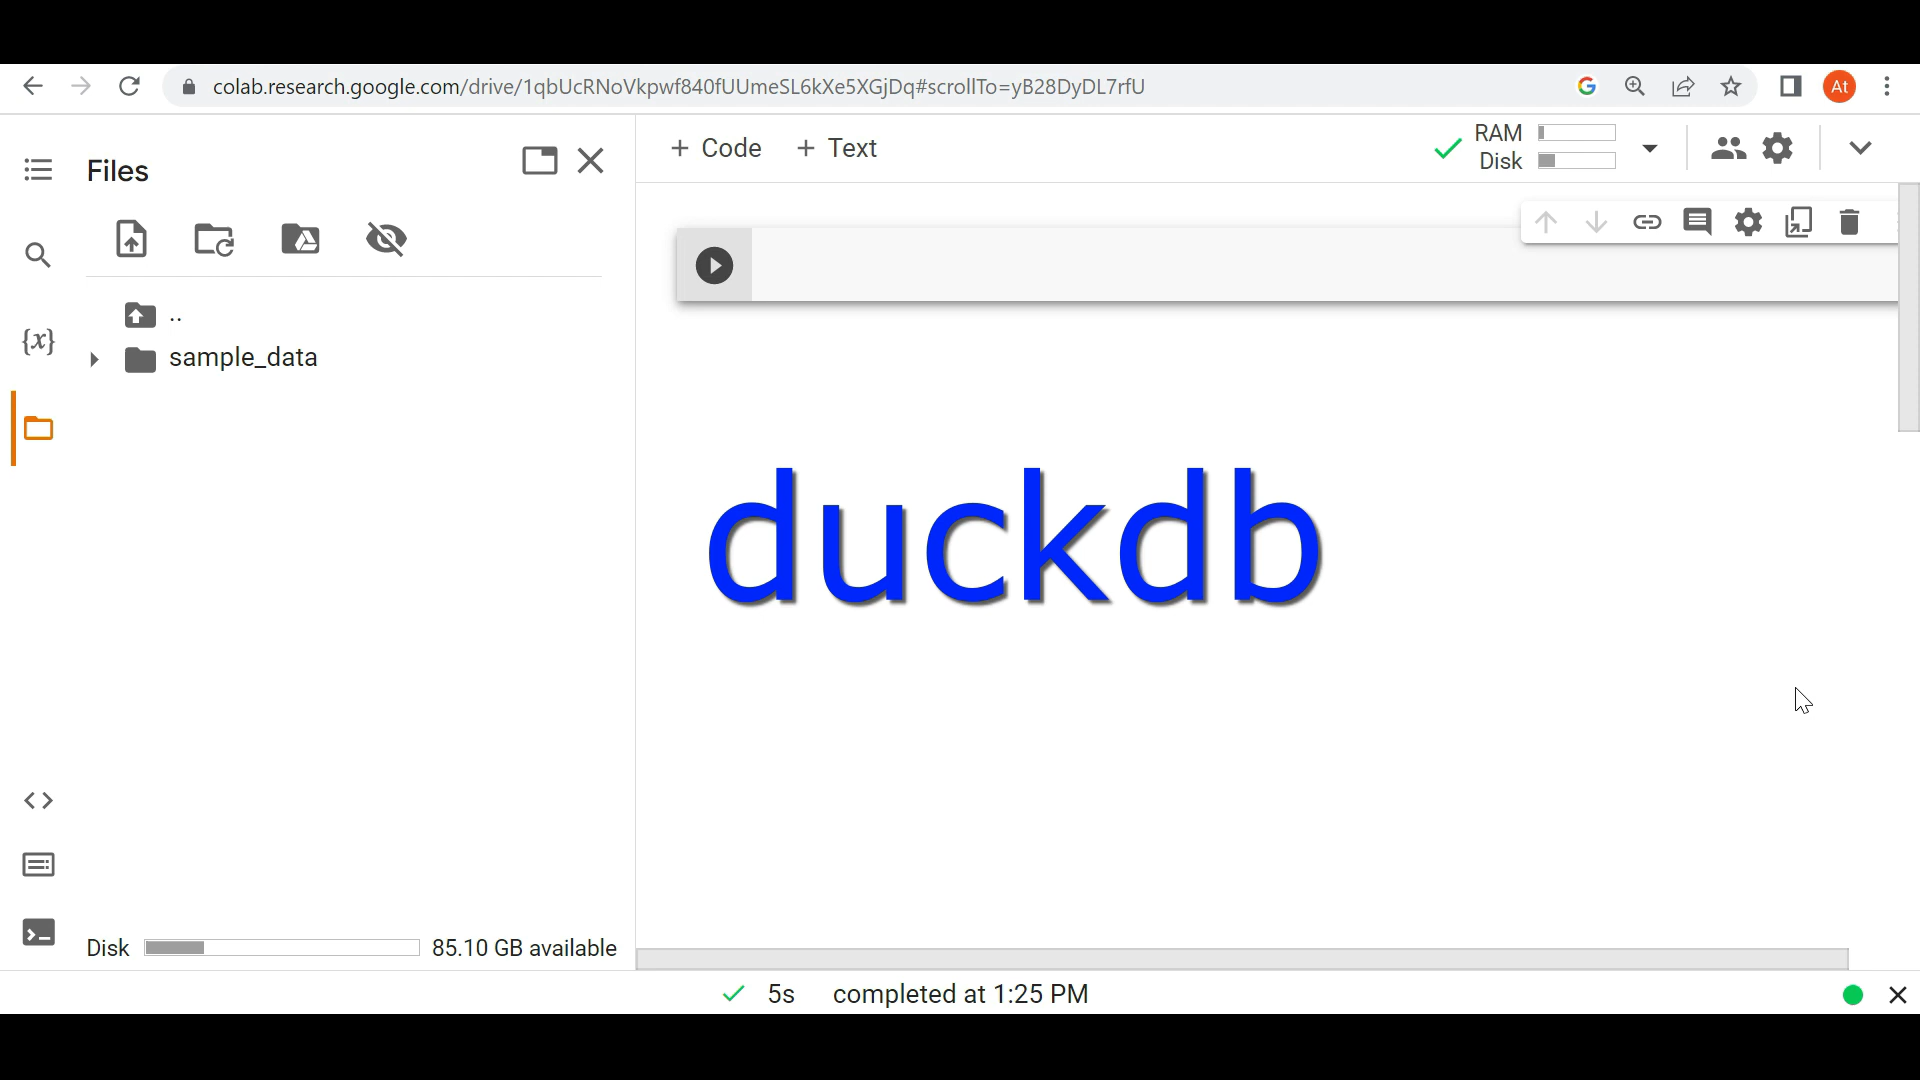 colab.research.google.com/drive/1qbUcRNoVkpwf840fUUmeSL6kXe5XGjDq#scrollTo=yB28DyDL7rfU
At
Files
+ Code + Text
RAM
Disk
..
{x}
sample_data
duckdb
Disk 85.10 GB available
5s completed at 1:25 PM